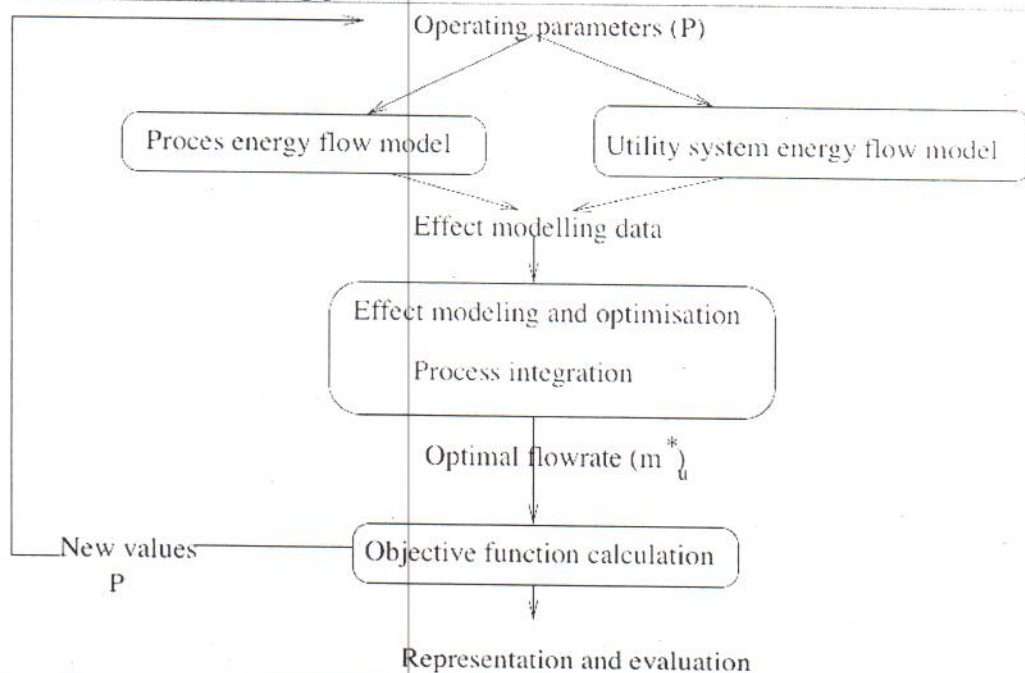 Operating parameters (P)
Proces energy flow model
Utility system energy flow model
Effect modelling data
Effect modeling and optimisation
Process integration
Optimal flowrate (m*u)
New values
P
Objective function calculation
Representation and evaluation